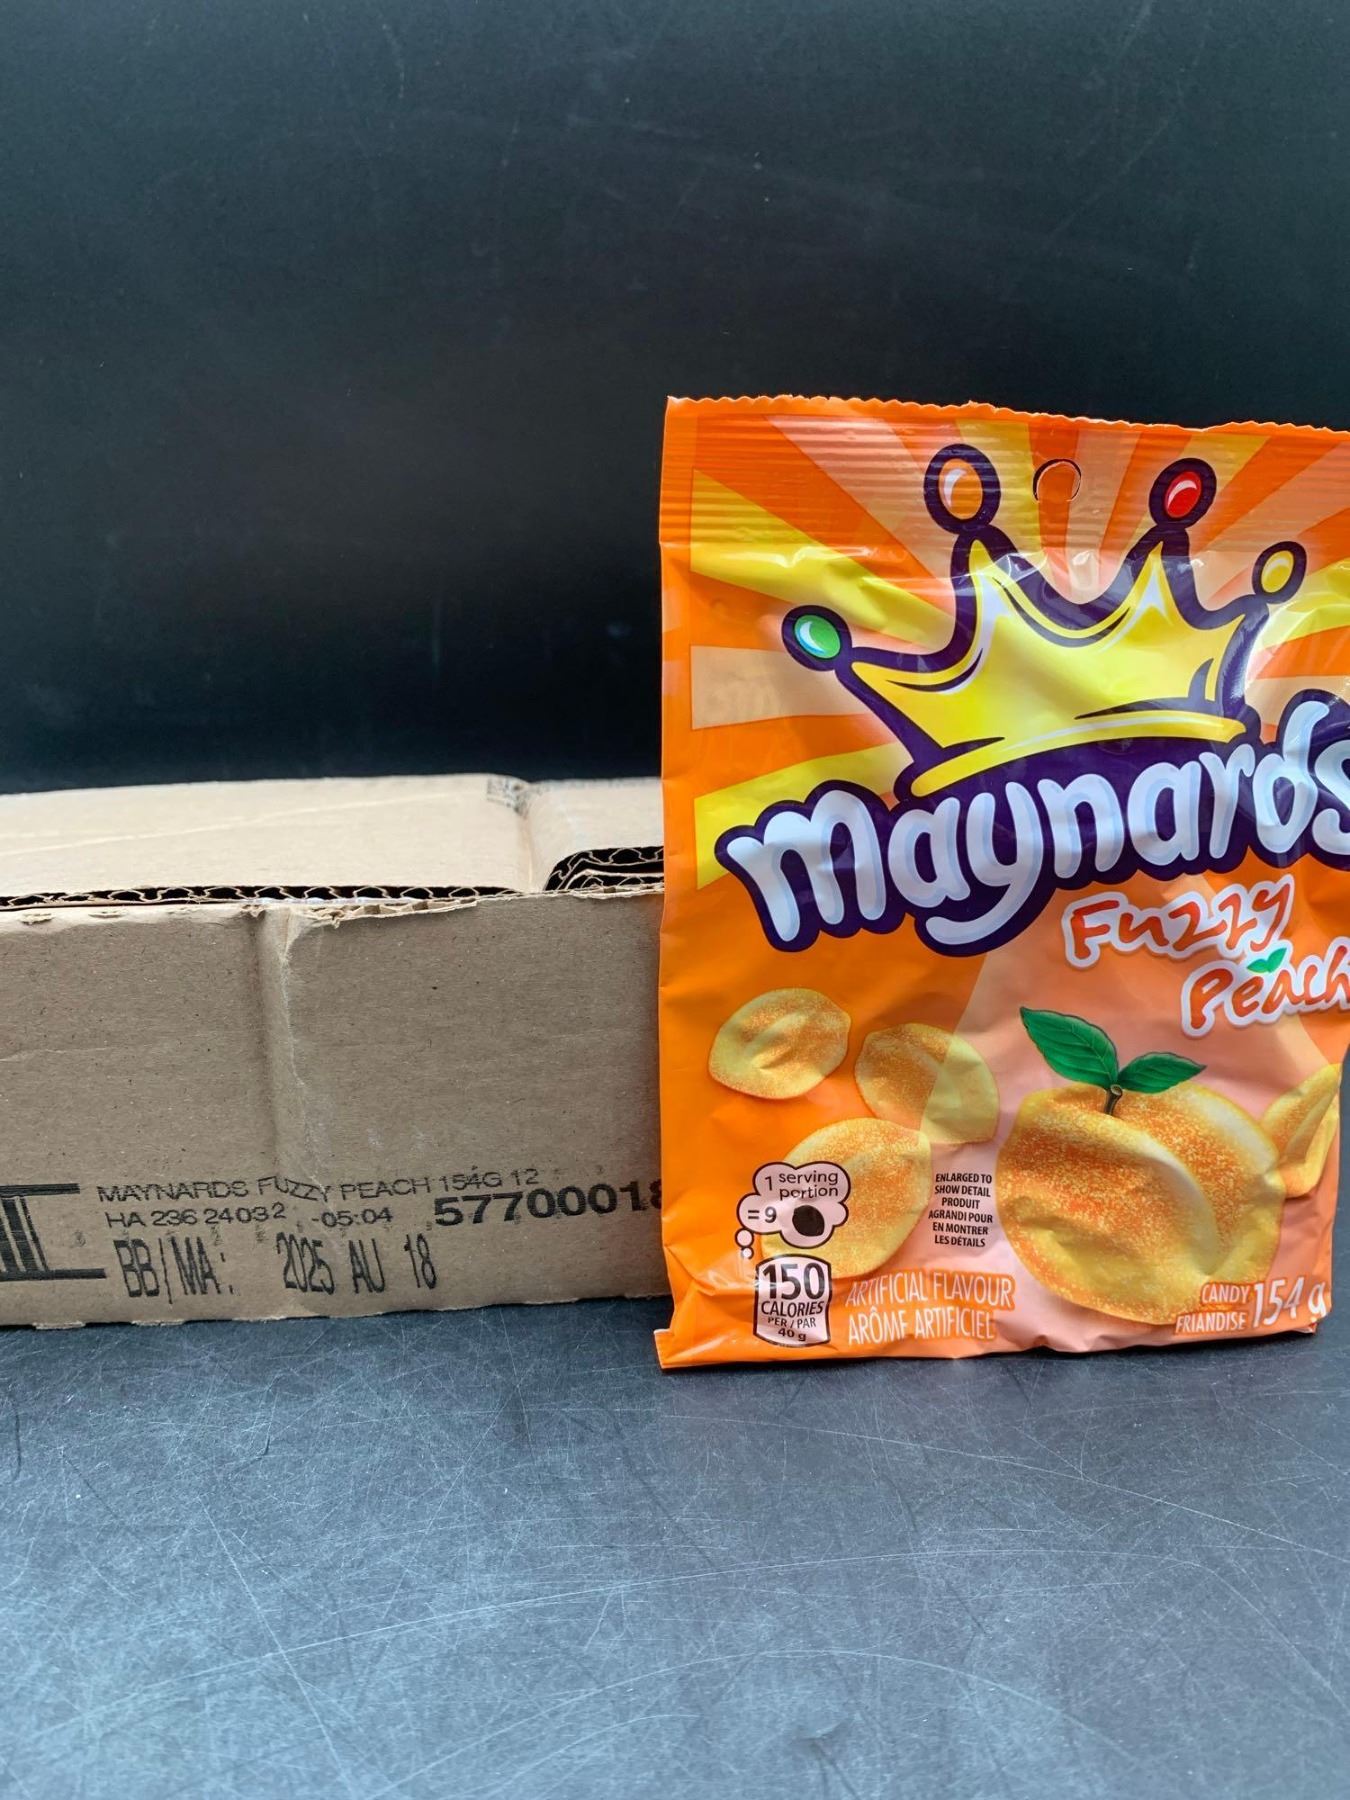 MAYNARDS FUZZY PEACH 154G 12
HA 236 24032 -05:04 57700018
BB/MA: 2025 AU 18
maynards
Fuzzy
Peach
1 serving
portion
= 9
ENLARGED TO
SHOW DETAIL
PRODUIT
AGRANDI POUR
EN MONTRER
LES DÉTAILS
150
CALORIES
PER / PAR
40 g
ARTIFICIAL FLAVOUR
ARÔME ARTIFICIEL
CANDY
FRIANDISE
154 g